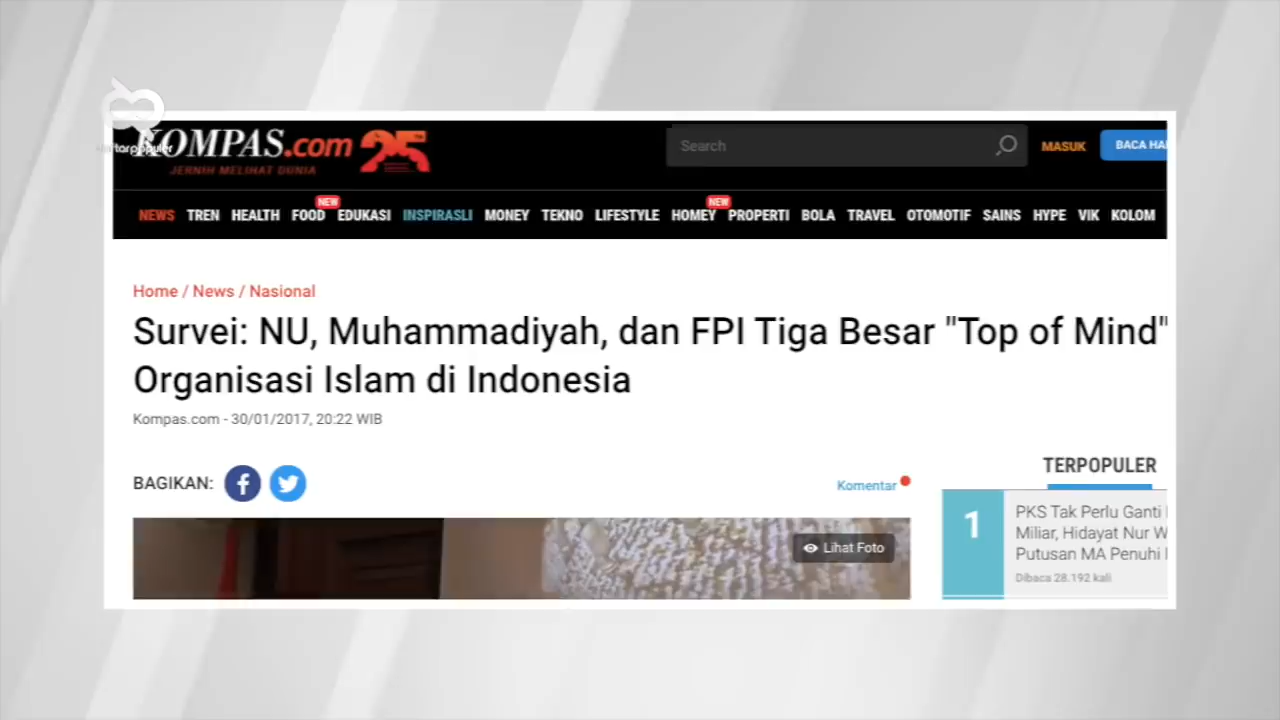 KOMPAS.com 25
JERNIH MELIHAT DUNIA
Search
MASUK
BACA HA
NEWS TREN HEALTH FOOD NEW EDUKASI INSPIRASLI MONEY TEKNO LIFESTYLE HOMEY NEW PROPERTI BOLA TRAVEL OTOMOTIF SAINS HYPE VIK KOLOM
Home / News / Nasional
Survei: NU, Muhammadiyah, dan FPI Tiga Besar "Top of Mind"
Organisasi Islam di Indonesia
Kompas.com - 30/01/2017, 20:22 WIB
BAGIKAN:
Komentar
Lihat Foto
TERPOPULER
1
PKS Tak Perlu Ganti
Miliar, Hidayat Nur W
Putusan MA Penuhi
Dibaca 28.192 kali